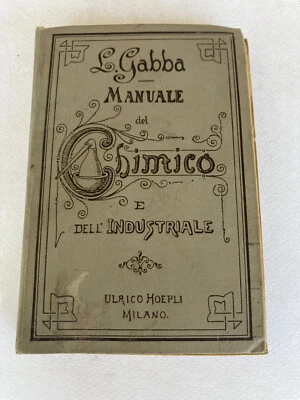 L. Gabba
MANUALE
del
Chimico
E
DELL' INDUSTRIALE
ULRICO HOEPLI
MILANO.